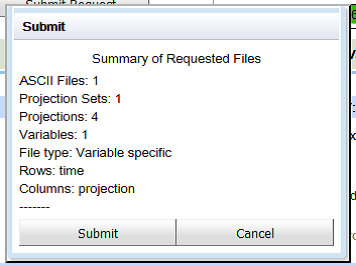 Submit Request
Submit
Summary of Requested Files
ASCII Files: 1
Projection Sets: 1
Projections: 4
Variables: 1
File type: Variable specific
Rows: time
Columns: projection
-------
Submit
Cancel